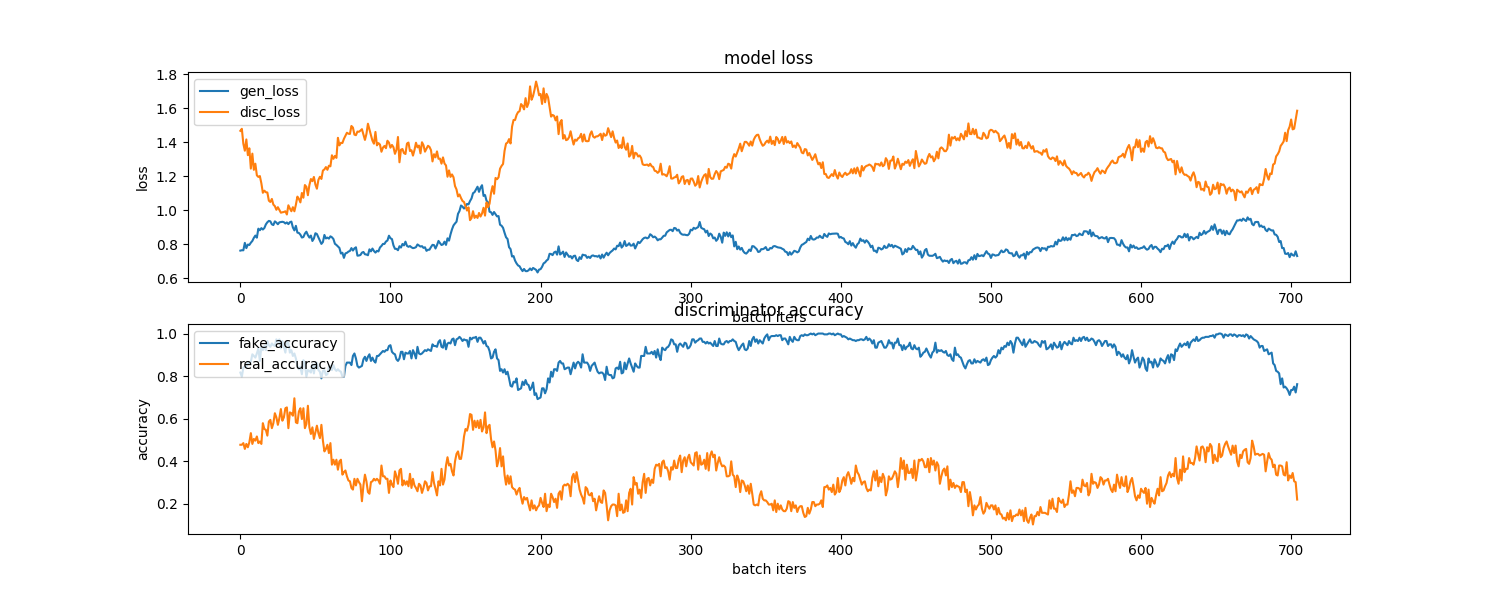 model loss
1.8
1.6
1.4
1.2
1.0
0.8
0.6
loss
gen_loss
disc_loss
0 100 200 300 400 500 600 700
batch iters
discriminator accuracy
1.0
0.8
0.6
0.4
0.2
accuracy
fake_accuracy
real_accuracy
0 100 200 300 400 500 600 700
batch iters